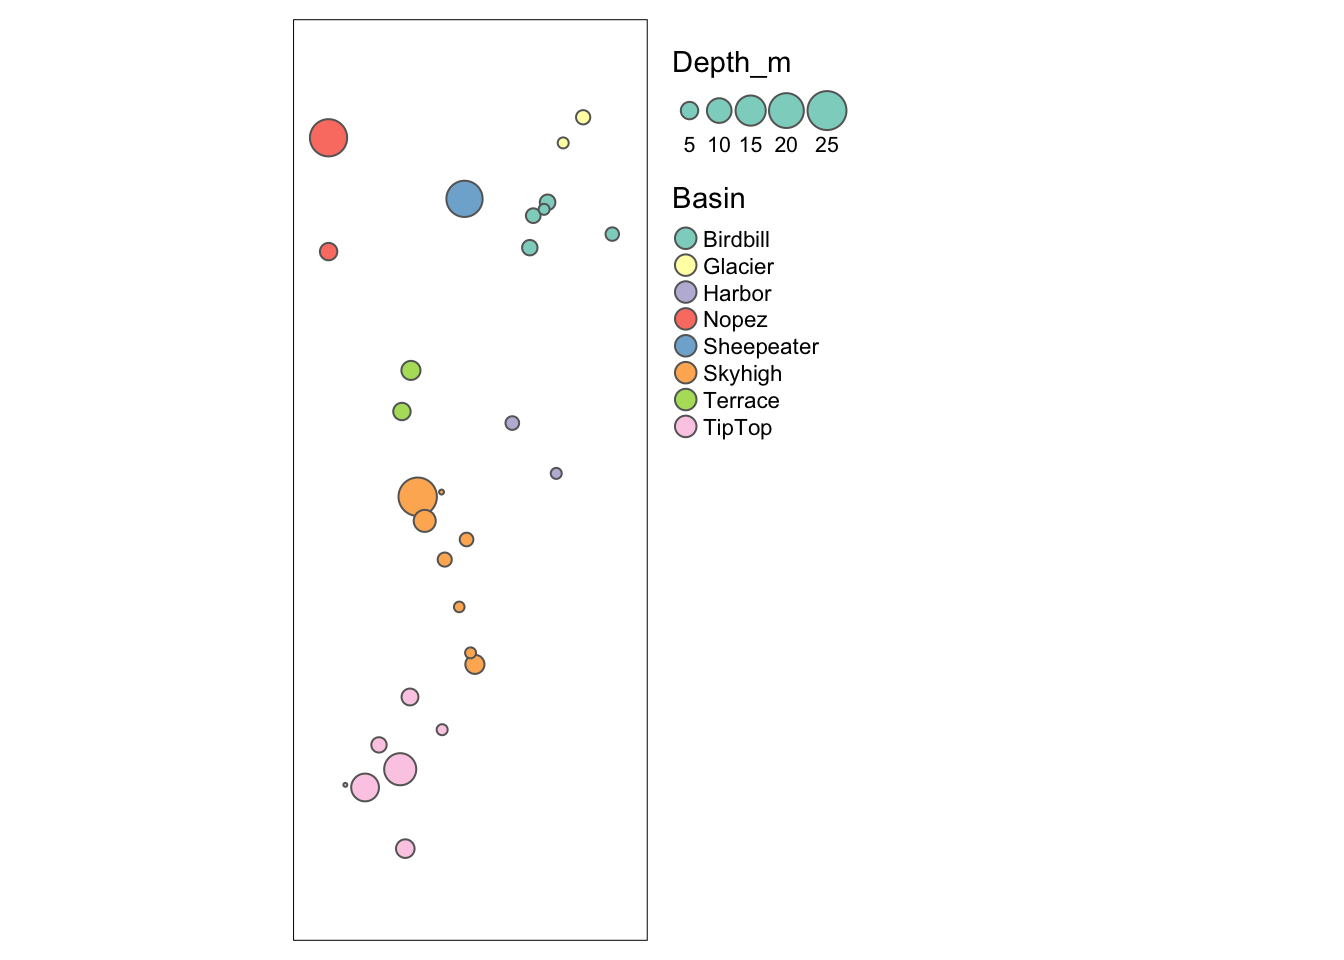 Depth_m
5 10 15 20 25
Basin
Birdbill
Glacier
Harbor
Nopez
Sheepeater
Skyhigh
Terrace
TipTop